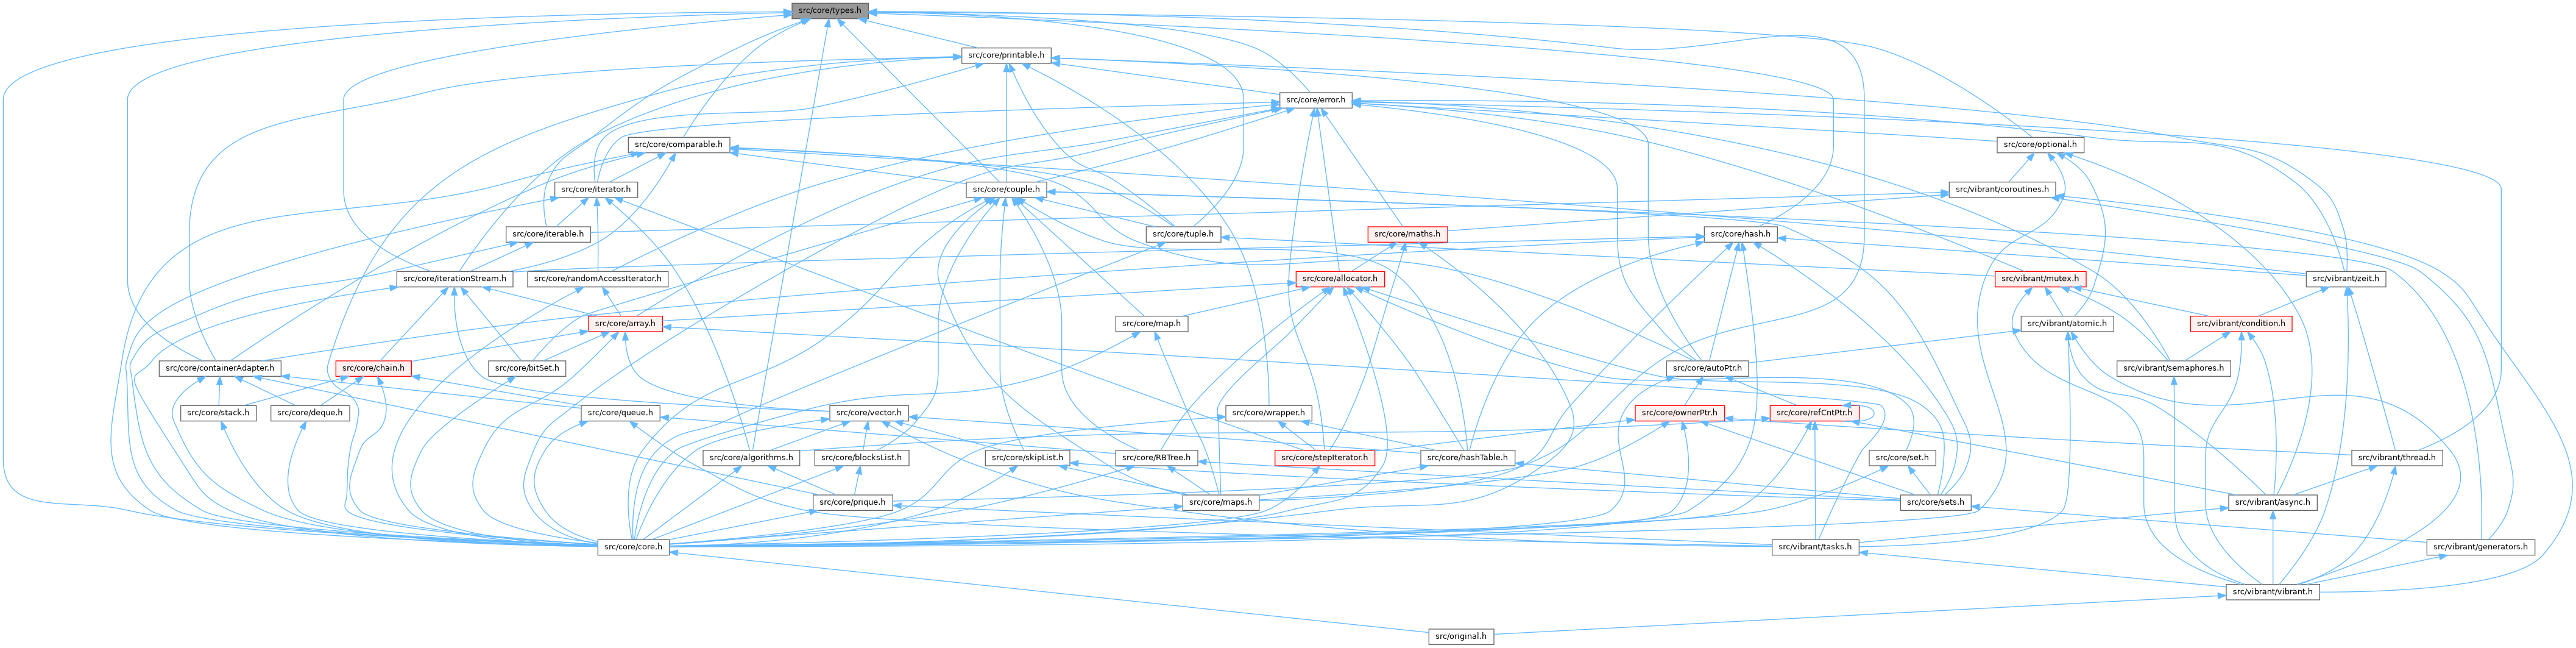 src/core/types.h
src/core/printable.h
src/core/error.h
src/core/comparable.h
src/core/optional.h
src/core/iterator.h
src/core/couple.h
src/vibrant/coroutines.h
src/core/iterable.h
src/core/tuple.h
src/core/maths.h
src/core/hash.h
src/core/iterationStream.h
src/core/randomAccessIterator.h
src/core/allocator.h
src/vibrant/mutex.h
src/vibrant/zeit.h
src/core/array.h
src/core/map.h
src/vibrant/atomic.h
src/vibrant/condition.h
src/core/containerAdapter.h
src/core/chain.h
src/core/bitSet.h
src/core/autoPtr.h
src/vibrant/semaphores.h
src/core/stack.h
src/core/deque.h
src/core/queue.h
src/core/vector.h
src/core/wrapper.h
src/core/ownerPtr.h
src/core/refCntPtr.h
src/core/algorithms.h
src/core/blocksList.h
src/core/skipList.h
src/core/RBTree.h
src/core/stepIterator.h
src/core/hashTable.h
src/core/set.h
src/vibrant/thread.h
src/core/prique.h
src/core/maps.h
src/core/sets.h
src/vibrant/async.h
src/core/core.h
src/vibrant/tasks.h
src/vibrant/generators.h
src/vibrant/vibrant.h
src/original.h